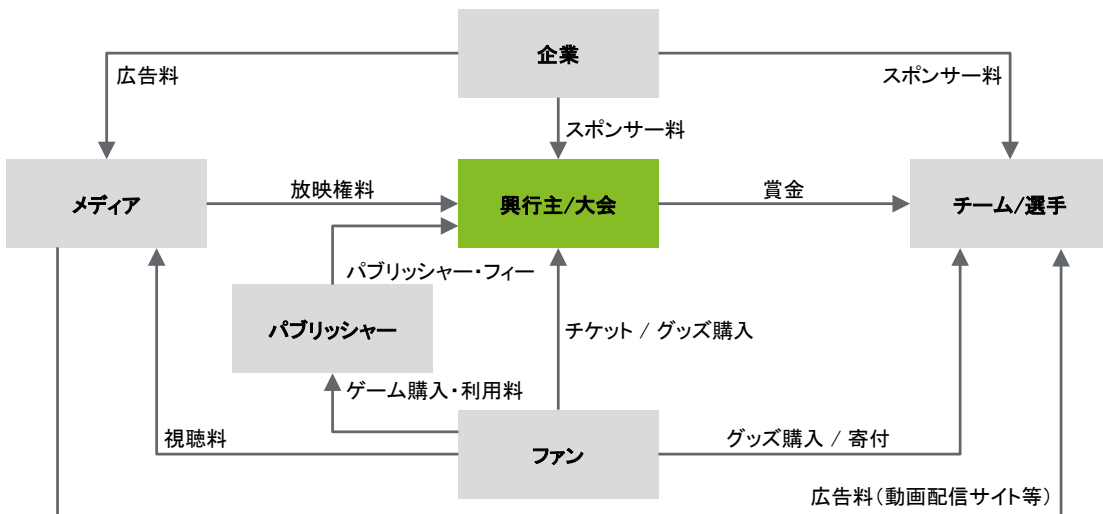 企業
広告料
スポンサー料
スポンサー料
メディア
放映権料
興行主/大会
賞金
チーム/選手
パブリッシャー・フィー
パブリッシャー
チケット / グッズ購入
ゲーム購入・利用料
視聴料
ファン
グッズ購入 / 寄付
広告料(動画配信サイト等)